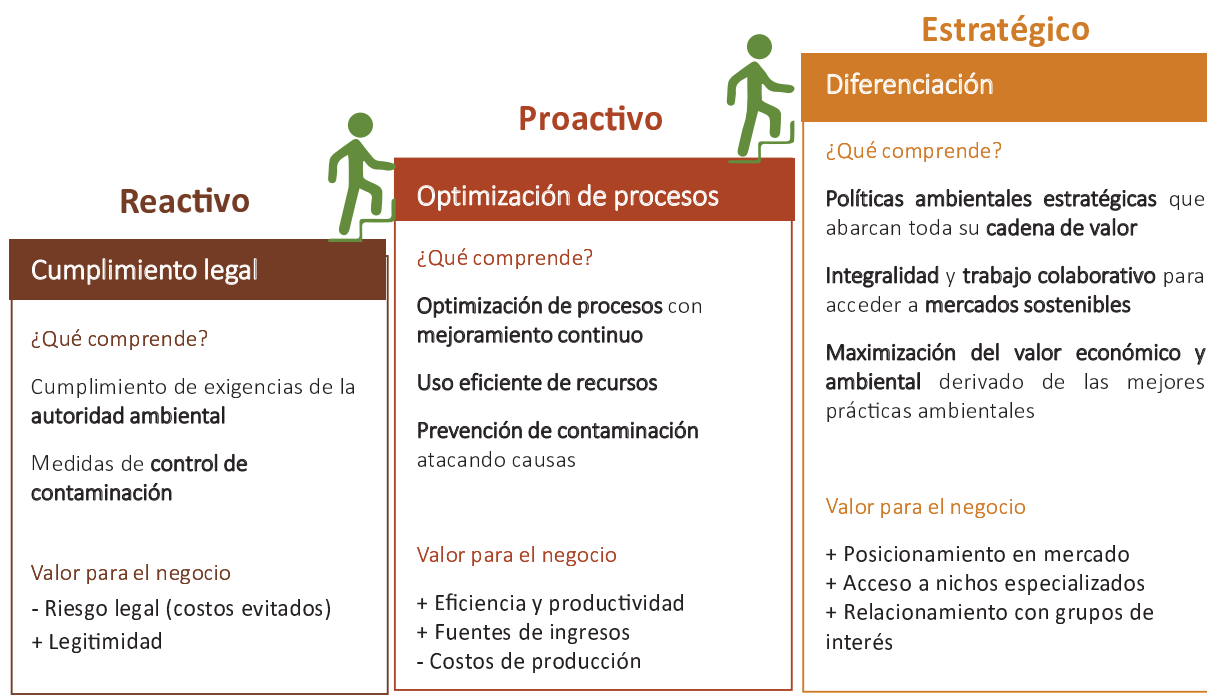 Reactivo
Cumplimiento legal
¿Qué comprende?
Cumplimiento de exigencias de la
autoridad ambiental
Medidas de control de
contaminación
Valor para el negocio
- Riesgo legal (costos evitados)
+ Legitimidad
Proactivo
Optimización de procesos
¿Qué comprende?
Optimización de procesos con
mejoramiento continuo
Uso eficiente de recursos
Prevención de contaminación
atacando causas
Valor para el negocio
+ Eficiencia y productividad
+ Fuentes de ingresos
- Costos de producción
Estratégico
Diferenciación
¿Qué comprende?
Políticas ambientales estratégicas que
abarcan toda su cadena de valor
Integralidad y trabajo colaborativo para
acceder a mercados sostenibles
Maximización del valor económico y
ambiental derivado de las mejores
prácticas ambientales
Valor para el negocio
+ Posicionamiento en mercado
+ Acceso a nichos especializados
+ Relacionamiento con grupos de
interés